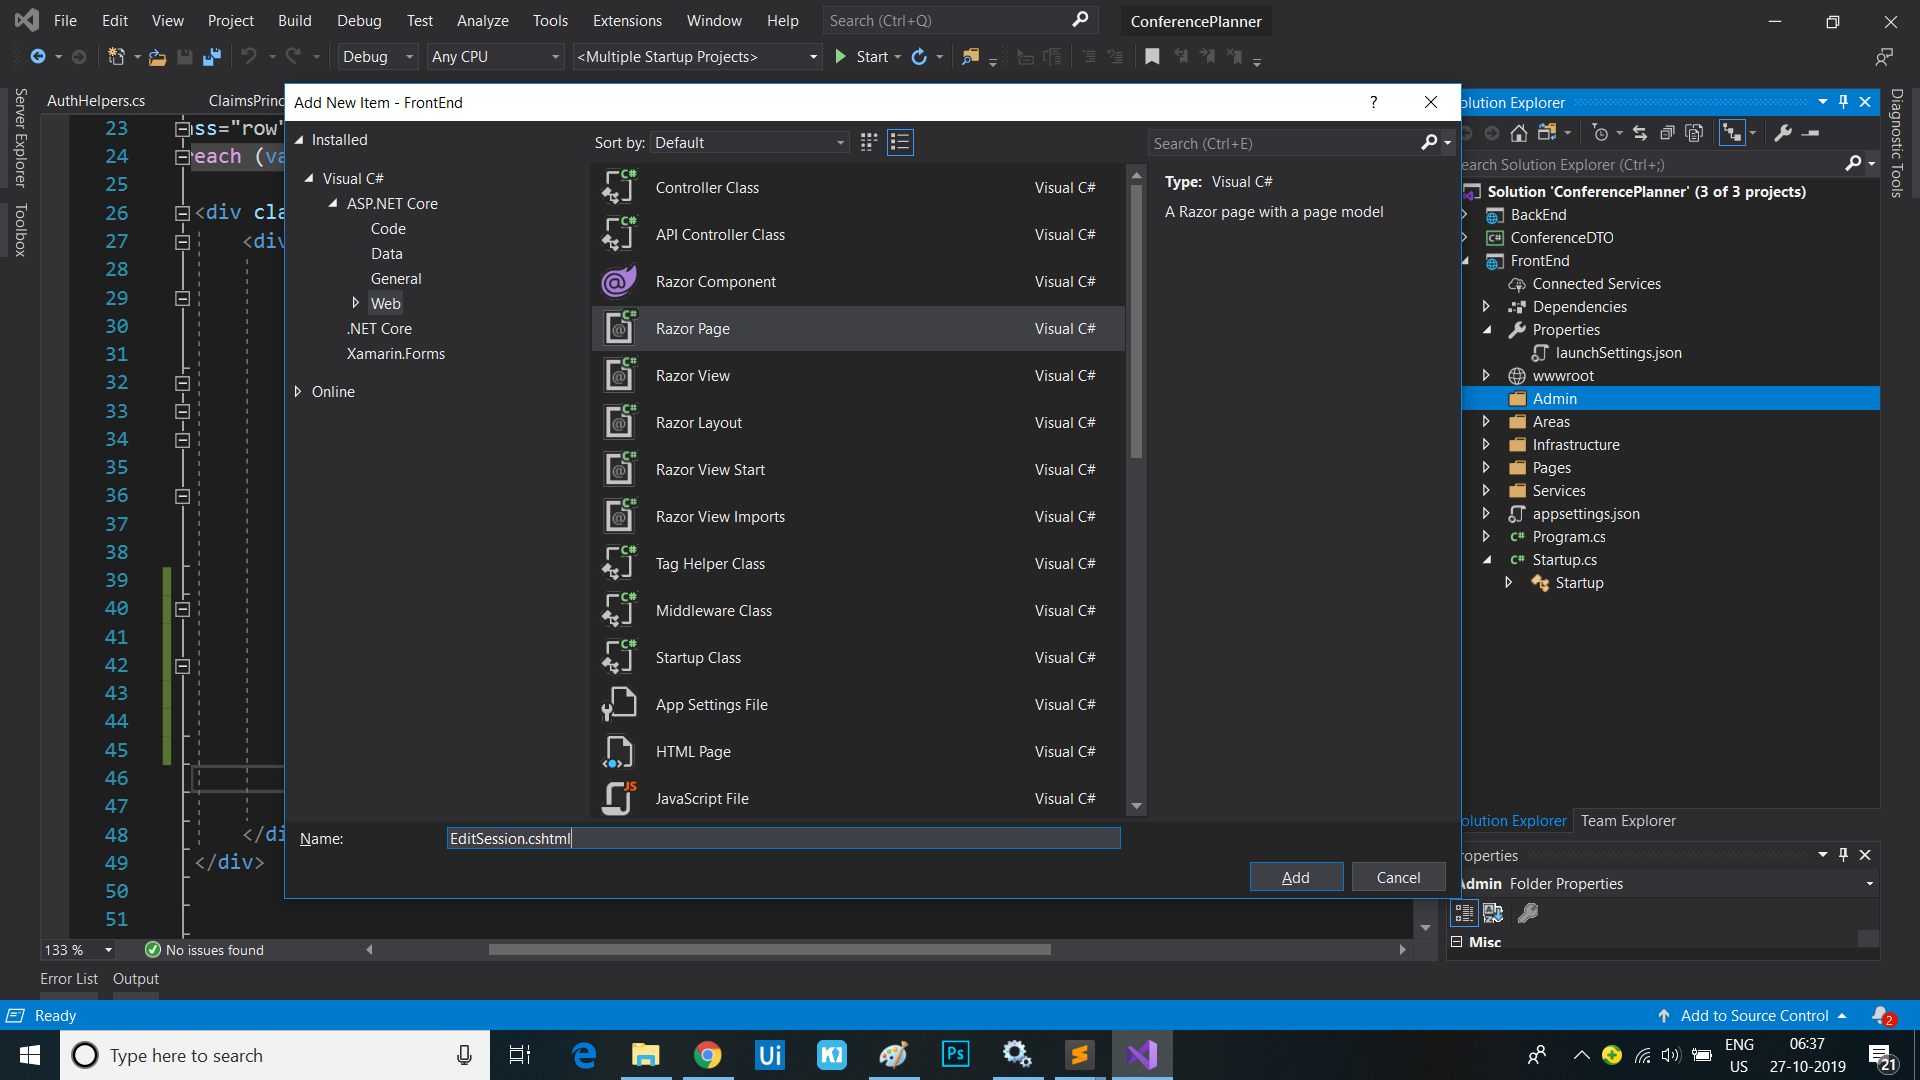 File Edit View Project Build Debug Test Analyze Tools Extensions Window Help Search (Ctrl+Q) ConferencePlanner
Debug Any CPU <Multiple Startup Projects> Start
Server Explorer
Toolbox
AuthHelpers.cs ClaimsPrinc
23 ass="row"
24 reach (va
25
26 <div cla
27 <div
28
29
30
31
32
33
34
35
36
37
38
39
40
41
42
43
44
45
46
47
48 </di
49 </div>
50
51
133 % No issues found
Error List Output
Add New Item - FrontEnd ?
Installed
Visual C#
ASP.NET Core
Code
Data
General
Web
.NET Core
Xamarin.Forms
Online
Sort by: Default
Search (Ctrl+E)
Controller Class Visual C#
API Controller Class Visual C#
Razor Component Visual C#
Razor Page Visual C#
Razor View Visual C#
Razor Layout Visual C#
Razor View Start Visual C#
Razor View Imports Visual C#
Tag Helper Class Visual C#
Middleware Class Visual C#
Startup Class Visual C#
App Settings File Visual C#
HTML Page Visual C#
JavaScript File Visual C#
Type: Visual C#
A Razor page with a page model
Name: EditSession.cshtml
Add Cancel
olution Explorer
earch Solution Explorer (Ctrl+;)
Solution 'ConferencePlanner' (3 of 3 projects)
BackEnd
C# ConferenceDTO
FrontEnd
Connected Services
Dependencies
Properties
launchSettings.json
wwwroot
Admin
Areas
Infrastructure
Pages
Services
appsettings.json
C# Program.cs
C# Startup.cs
Startup
olution Explorer Team Explorer
roperties
Admin Folder Properties
Misc
Diagnostic Tools
Ready Add to Source Control 2
Type here to search
Ui
Ps
ENG
US
06:37
27-10-2019
21